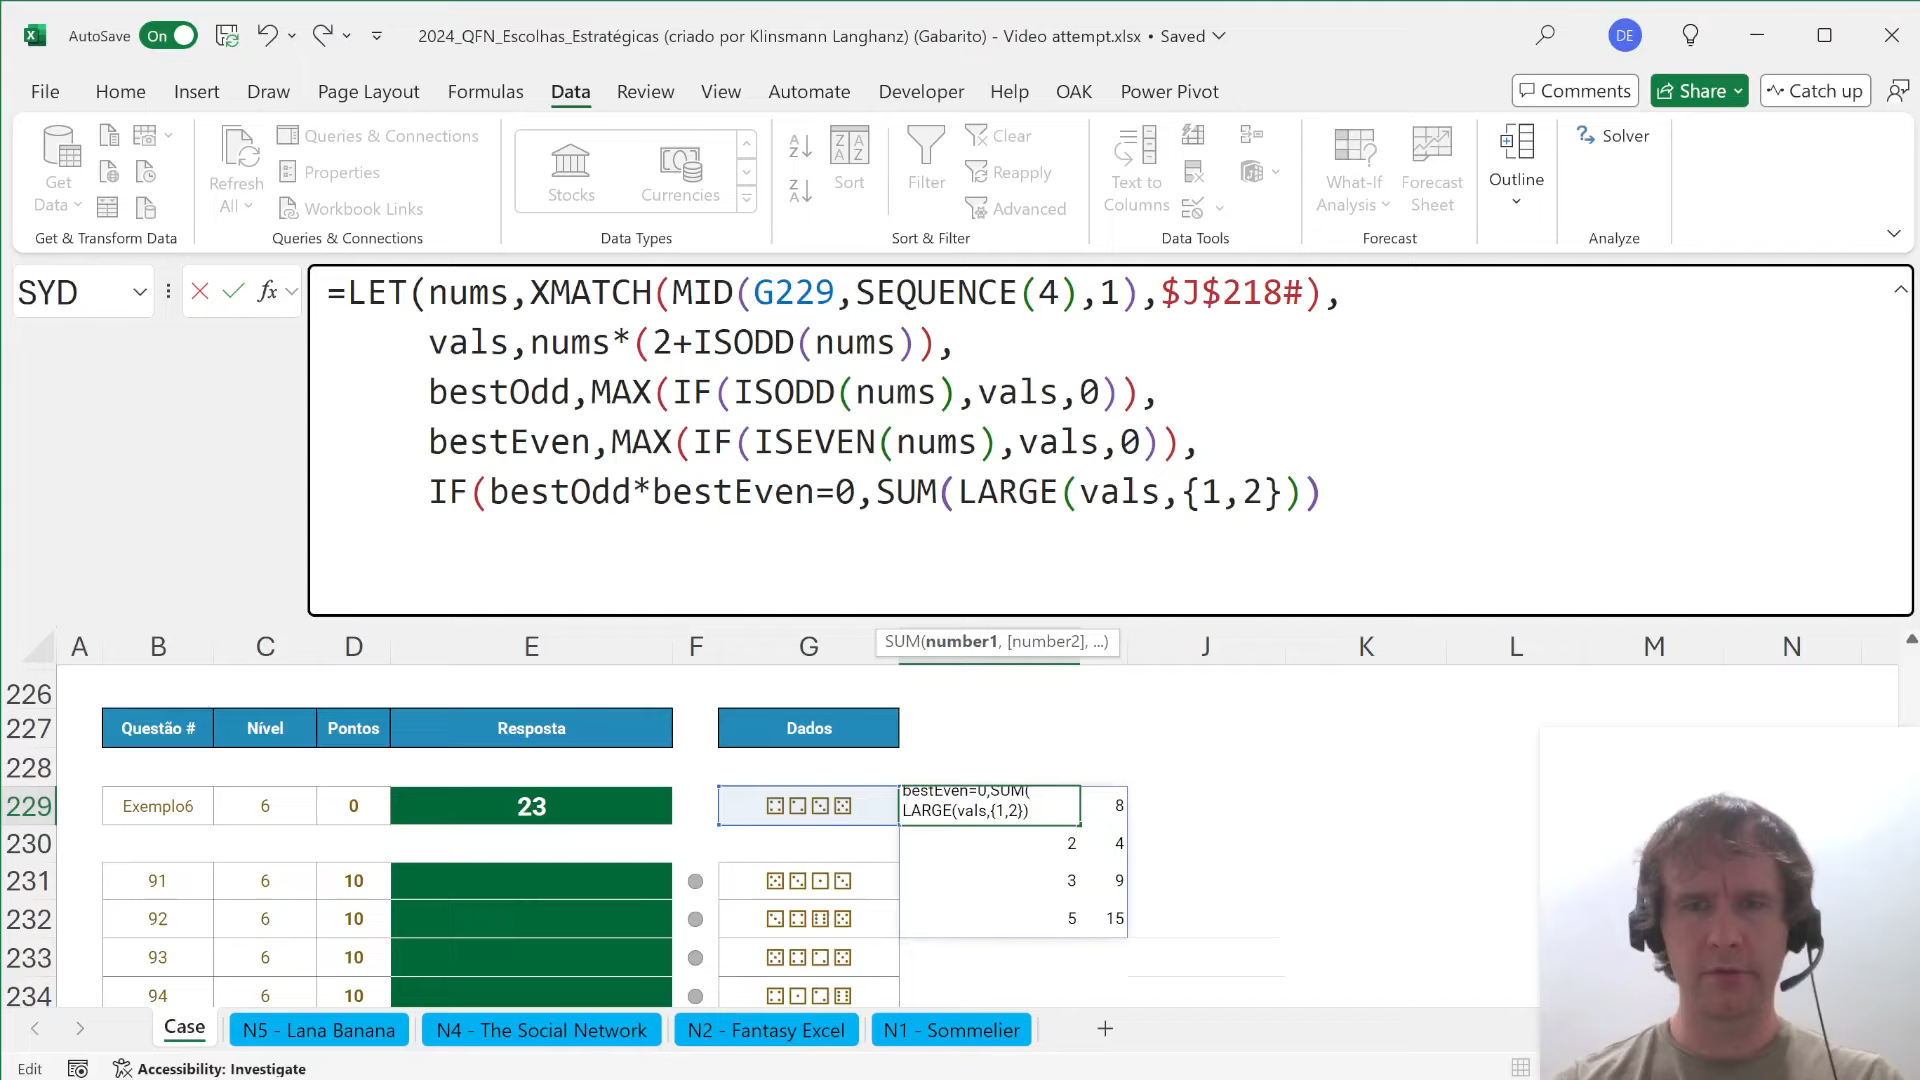 AutoSave On 2024_QFN_Escolhas_Estratégicas (criado por Klinsmann Langhanz) (Gabarito) - Video attempt.xlsx • Saved DE
File Home Insert Draw Page Layout Formulas Data Review View Automate Developer Help OAK Power Pivot Comments Share Catch up
Get Data
Refresh All
Queries & Connections
Properties
Workbook Links
Stocks
Currencies
Sort
Filter
Clear
Reapply
Advanced
Text to Columns
What-If Analysis
Forecast Sheet
Outline
Solver
Get & Transform Data Queries & Connections Data Types Sort & Filter Data Tools Forecast Analyze
SYD fx
=LET(nums,XMATCH(MID(G229,SEQUENCE(4),1),$J$218#),
vals,nums*(2+ISODD(nums)),
bestOdd,MAX(IF(ISODD(nums),vals,0)),
bestEven,MAX(IF(ISEVEN(nums),vals,0)),
IF(bestOdd*bestEven=0,SUM(LARGE(vals,{1,2}))
SUM(number1, [number2], ...)
A B C D E F G J K L M N
226
227 Questão # Nível Pontos Resposta Dados
228
229 Exemplo6 6 0 23 bestEven=0,SUM( 8
LARGE(vals,{1,2})
230 2 4
231 91 6 10 3 9
232 92 6 10 5 15
233 93 6 10
234 94 6 10
Case N5 - Lana Banana N4 - The Social Network N2 - Fantasy Excel N1 - Sommelier
Edit Accessibility: Investigate